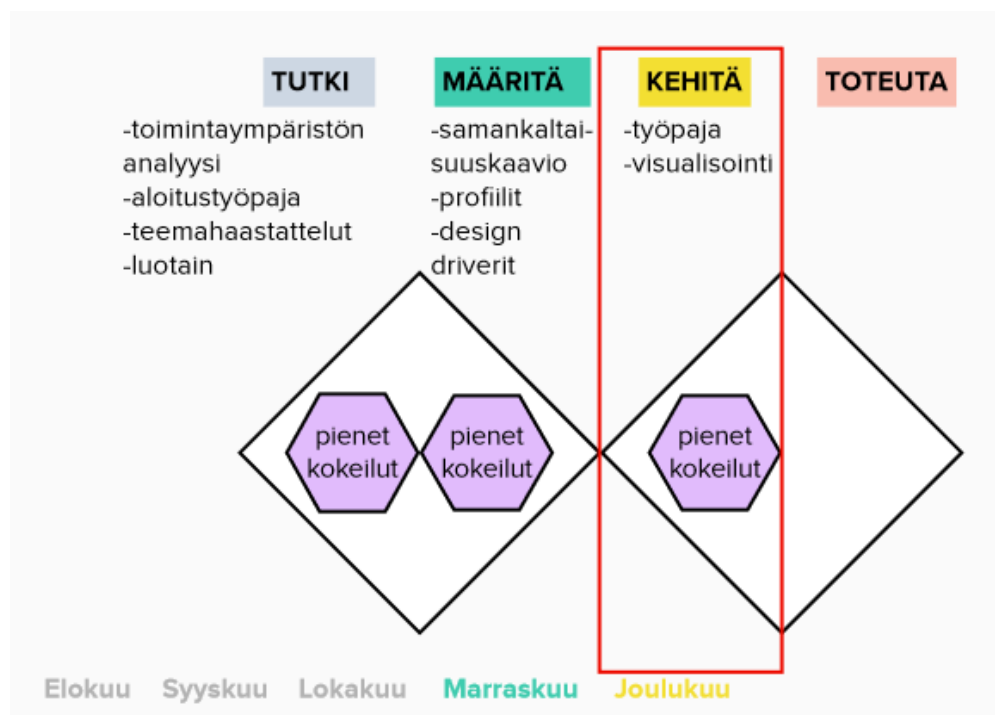 TUTKI
-toimintaympäristön
analyysi
-aloitustyöpaja
-teemahaastattelut
-luotain
MÄÄRITÄ
-samankaltai-
suuskaavio
-profiilit
-design
driverit
KEHITÄ
-työpaja
-visualisointi
TOTEUTA
pienet
kokeilut
pienet
kokeilut
pienet
kokeilut
Elokuu Syyskuu Lokakuu Marraskuu Joulukuu